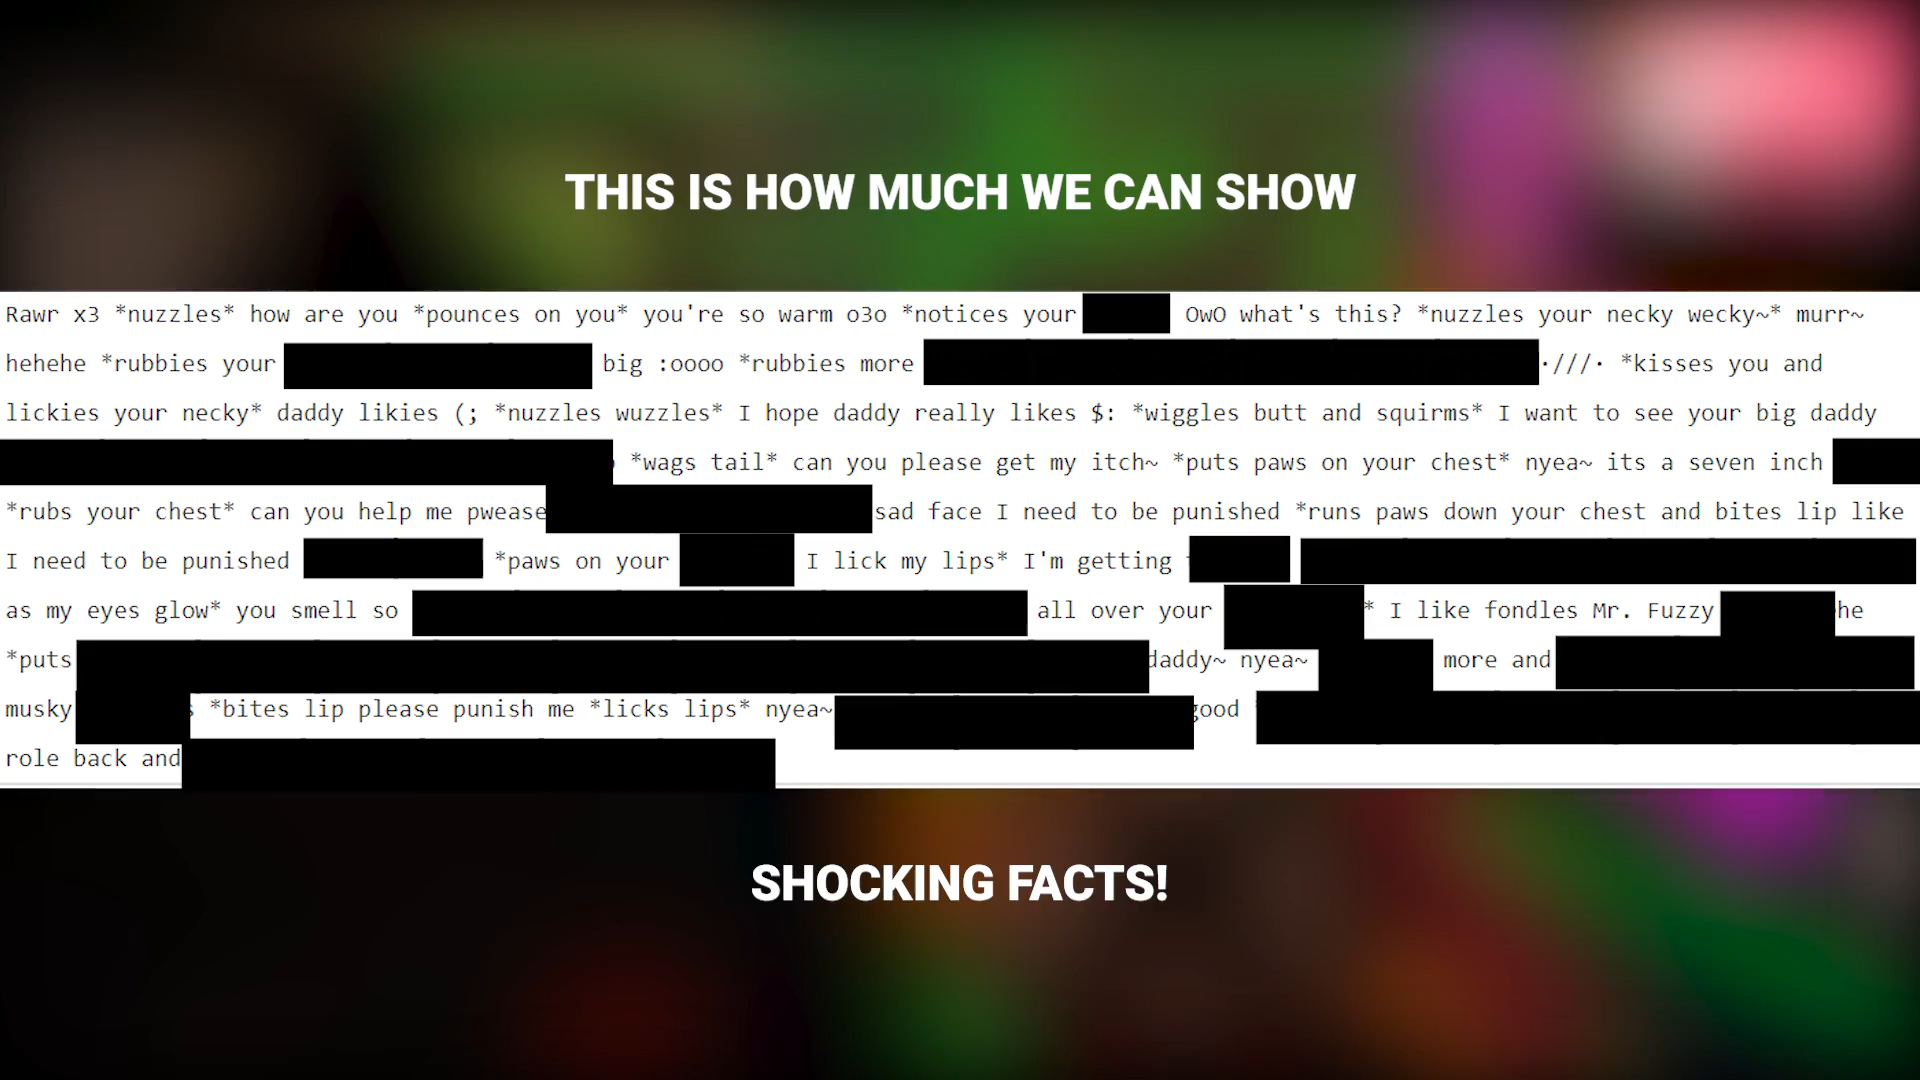 THIS IS HOW MUCH WE CAN SHOW
Rawr x3 *nuzzles* how are you *pounces on you* you're so warm o3o *notices your OwO what's this? *nuzzles your necky wecky~* murr~
hehehe *rubbies your big :oooo *rubbies more ·///· *kisses you and
lickies your necky* daddy likies (; *nuzzles wuzzles* I hope daddy really likes $: *wiggles butt and squirms* I want to see your big daddy
*wags tail* can you please get my itch~ *puts paws on your chest* nyea~ its a seven inch
*rubs your chest* can you help me pwease sad face I need to be punished *runs paws down your chest and bites lip like
I need to be punished *paws on your I lick my lips* I'm getting
as my eyes glow* you smell so all over your * I like fondles Mr. Fuzzy he
*puts daddy~ nyea~ more and
musky *bites lip please punish me *licks lips* nyea~ good
role back and
SHOCKING FACTS!